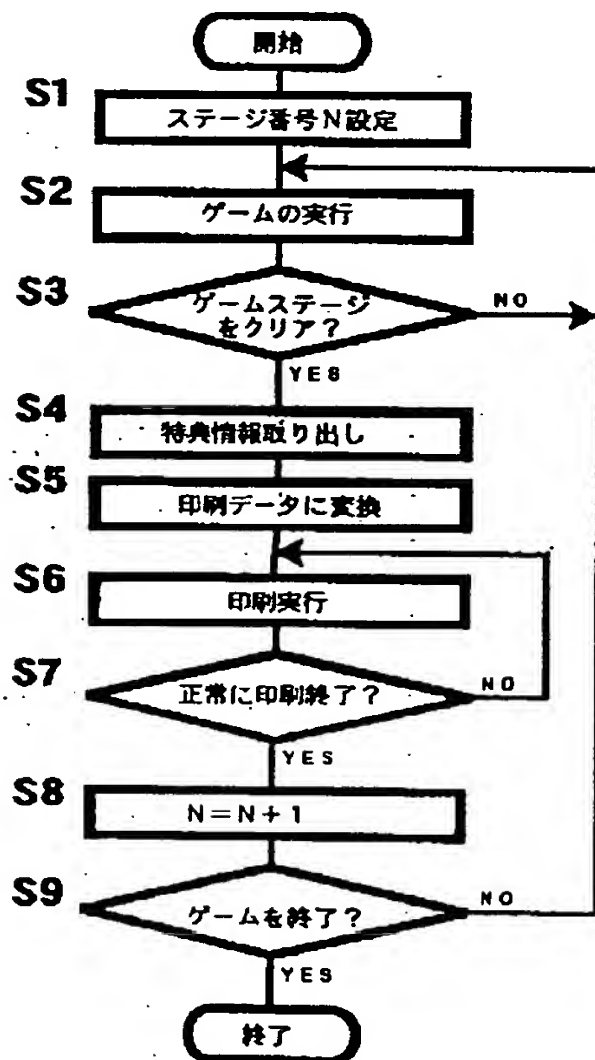 開始
S1
ステージ番号N設定
S2
ゲームの実行
S3
ゲームステージ
をクリア?
NO
YES
S4
特典情報取り出し
S5
印刷データに変換
S6
印刷実行
S7
正常に印刷終了?
NO
YES
S8
N=N+1
S9
ゲームを終了?
NO
YES
終了